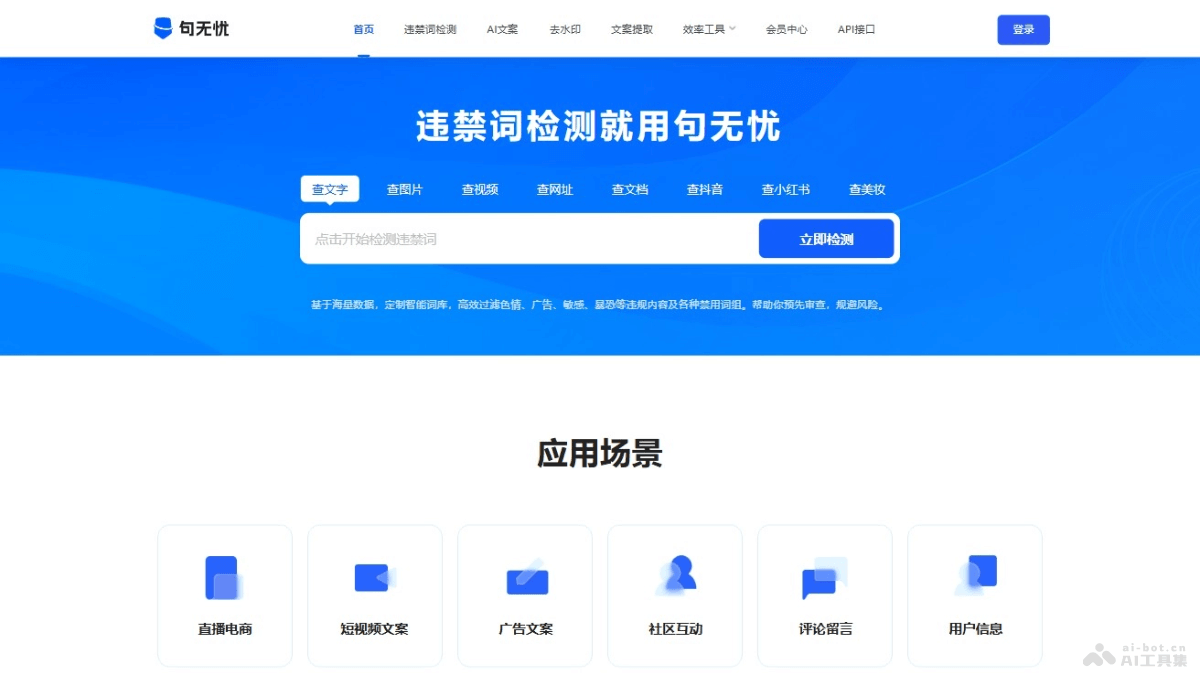 句无忧
首页 违禁词检测 AI文案 去水印 文案提取 效率工具 会员中心 API接口
登录
违禁词检测就用句无忧
查文字 查图片 查视频 查网址 查文档 查抖音 查小红书 查美妆
点击开始检测违禁词
立即检测
基于海量数据，定制智能词库，高效过滤色情、广告、敏感、暴恐等违规内容及各种禁用词组。帮助你预先审查，规避风险。
应用场景
直播电商 短视频文案 广告文案 社区互动 评论留言 用户信息
ai-bot.cn
AI工具集